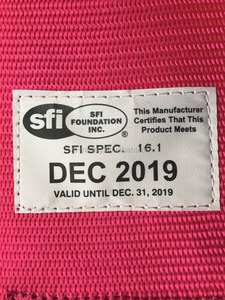 sfi
SFI
FOUNDATION
INC.
®
This Manufacturer
Certifies That This
Product Meets
SFI SPEC. 16.1
DEC 2019
VALID UNTIL DEC. 31, 2019